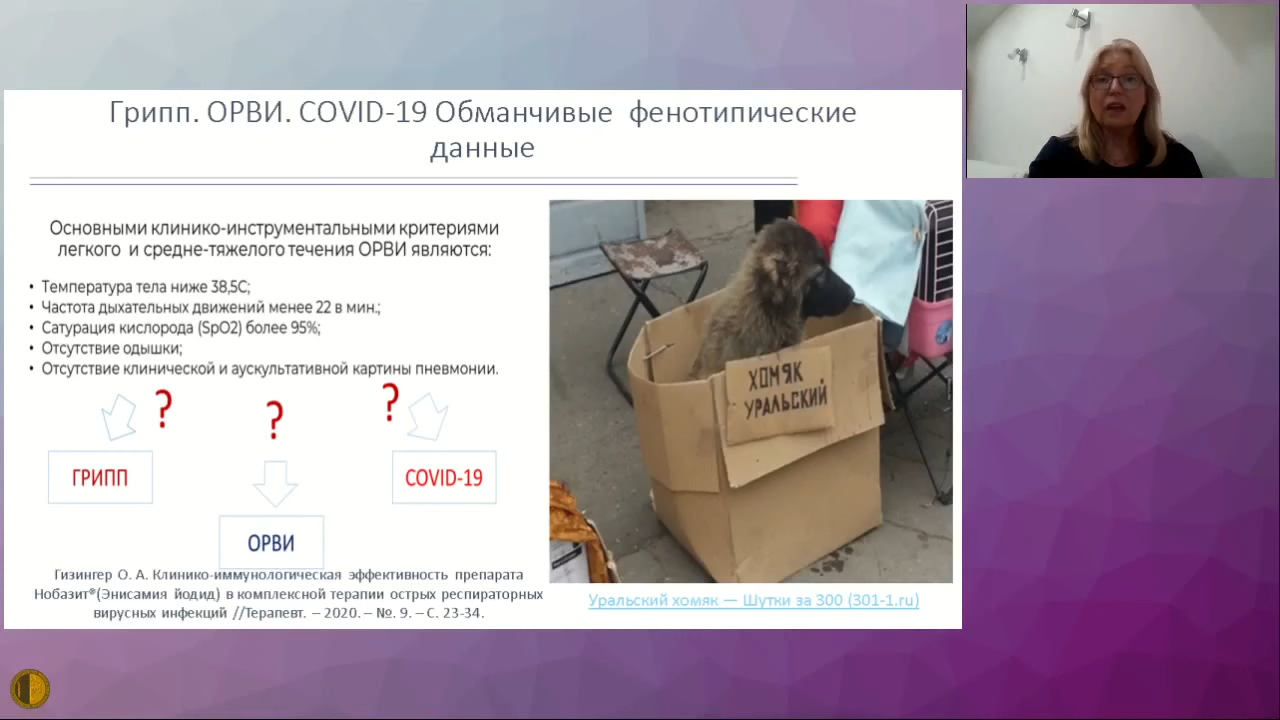 Грипп. ОРВИ. COVID-19 Обманчивые фенотипические
данные
Основными клинико-инструментальными критериями
легкого и средне-тяжелого течения ОРВИ являются:
• Температура тела ниже 38,5С;
• Частота дыхательных движений менее 22 в мин.;
• Сатурация кислорода (SpO2) более 95%;
• Отсутствие одышки;
• Отсутствие клинической и аускультативной картины пневмонии.
? ? ?
ГРИПП
COVID-19
ОРВИ
Гизингер О. А. Клинико-иммунологическая эффективность препарата
Нобазит®(Энисамия йодид) в комплексной терапии острых респираторных
вирусных инфекций //Терапевт. – 2020. – №. 9. – С. 23-34.
ХОМЯК
УРАЛЬСКИЙ
Уральский хомяк — Шутки за 300 (301-1.ru)